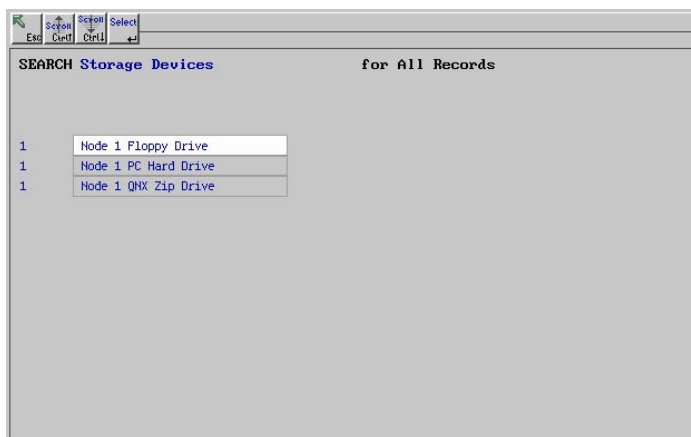 Esc Scroll Ctrl↑ Scroll Ctrl↓ Select ↵
SEARCH Storage Devices for All Records
1 Node 1 Floppy Drive
1 Node 1 PC Hard Drive
1 Node 1 QNX Zip Drive